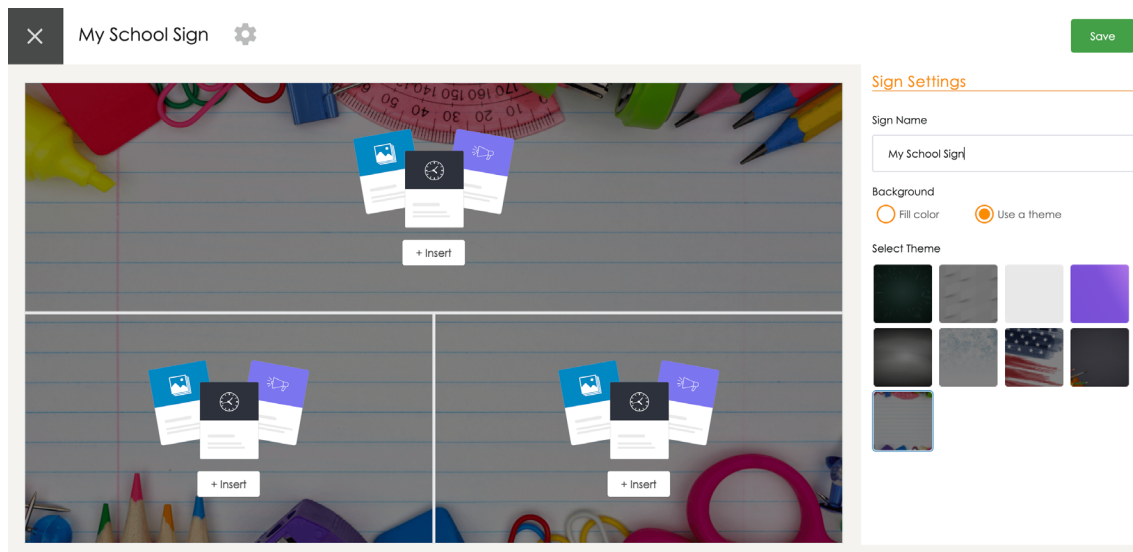 My School Sign
Save
Sign Settings
Sign Name
My School Sign
Background
Fill color
Use a theme
Select Theme
+ Insert
+ Insert
+ Insert